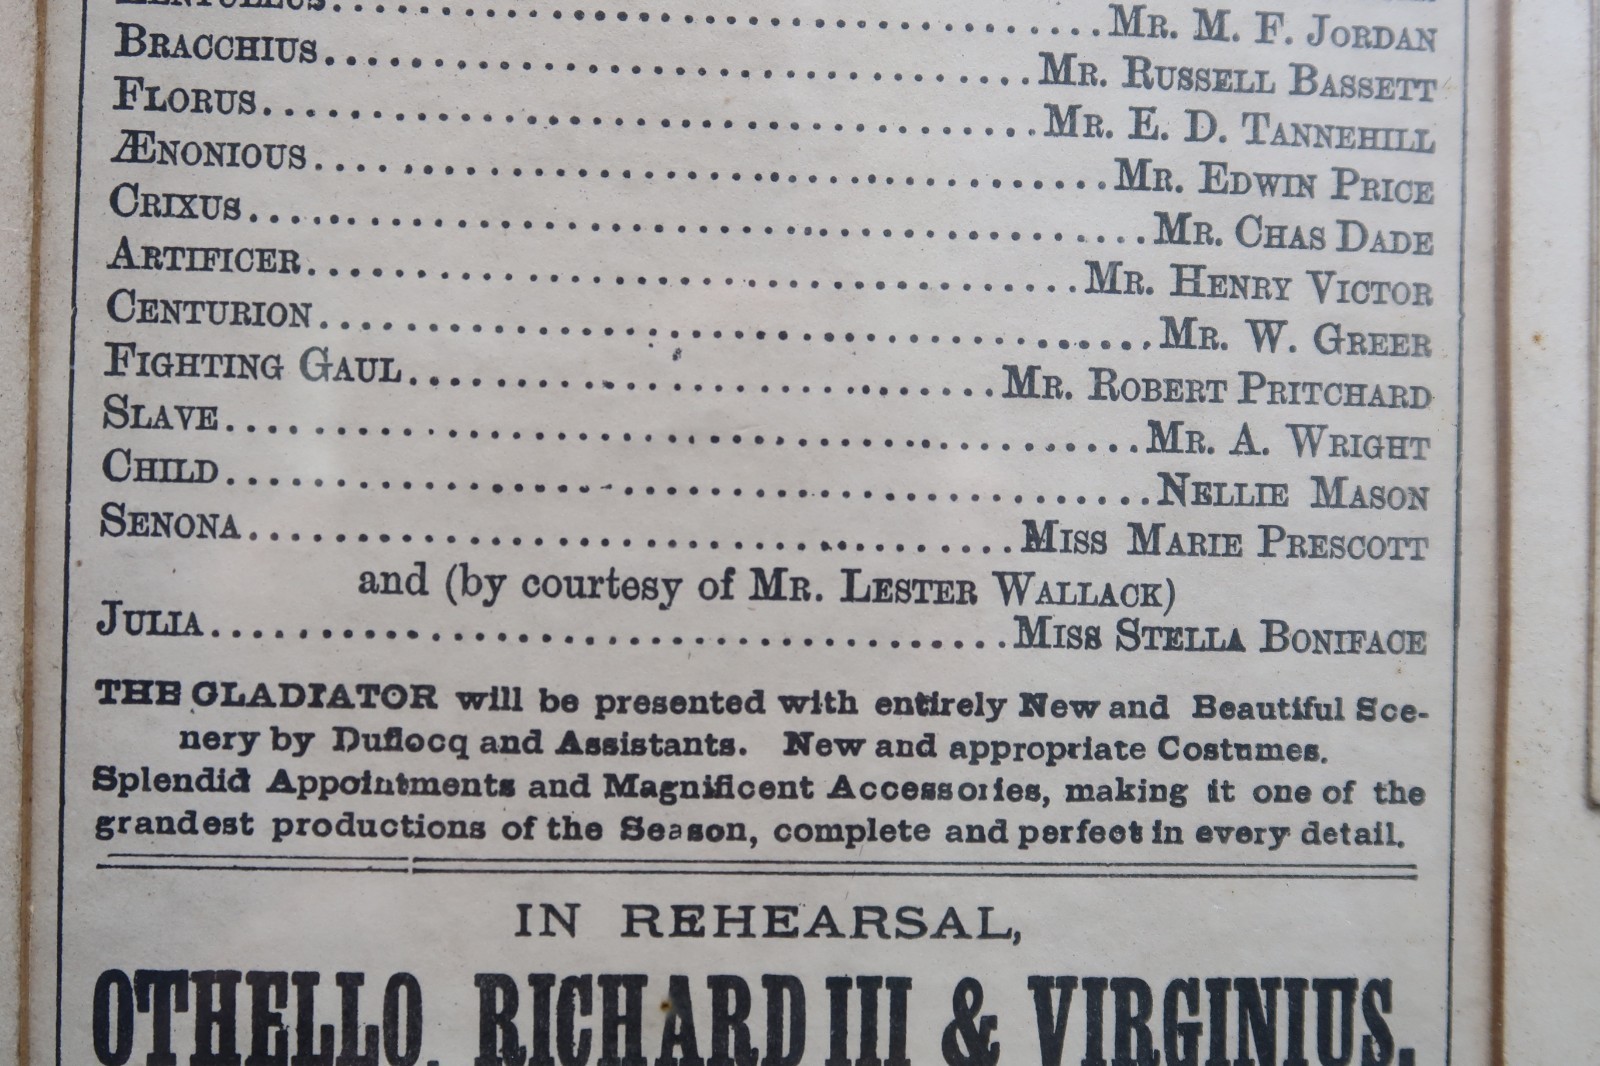 Mr. M. F. Jordan
Bracchius Mr. Russell Bassett
Florus Mr. E. D. Tannehill
Ænonious Mr. Edwin Price
Crixus Mr. Chas Dade
Artificer Mr. Henry Victor
Centurion Mr. W. Greer
Fighting Gaul Mr. Robert Pritchard
Slave Mr. A. Wright
Child Nellie Mason
Senona Miss Marie Prescott
and (by courtesy of Mr. Lester Wallack)
Julia Miss Stella Boniface
THE GLADIATOR will be presented with entirely New and Beautiful Sce-
nery by Duflocq and Assistants. New and appropriate Costumes.
Splendid Appointments and Magnificent Accessories, making it one of the
grandest productions of the Season, complete and perfect in every detail.
IN REHEARSAL,
OTHELLO, RICHARD III & VIRGINIUS.